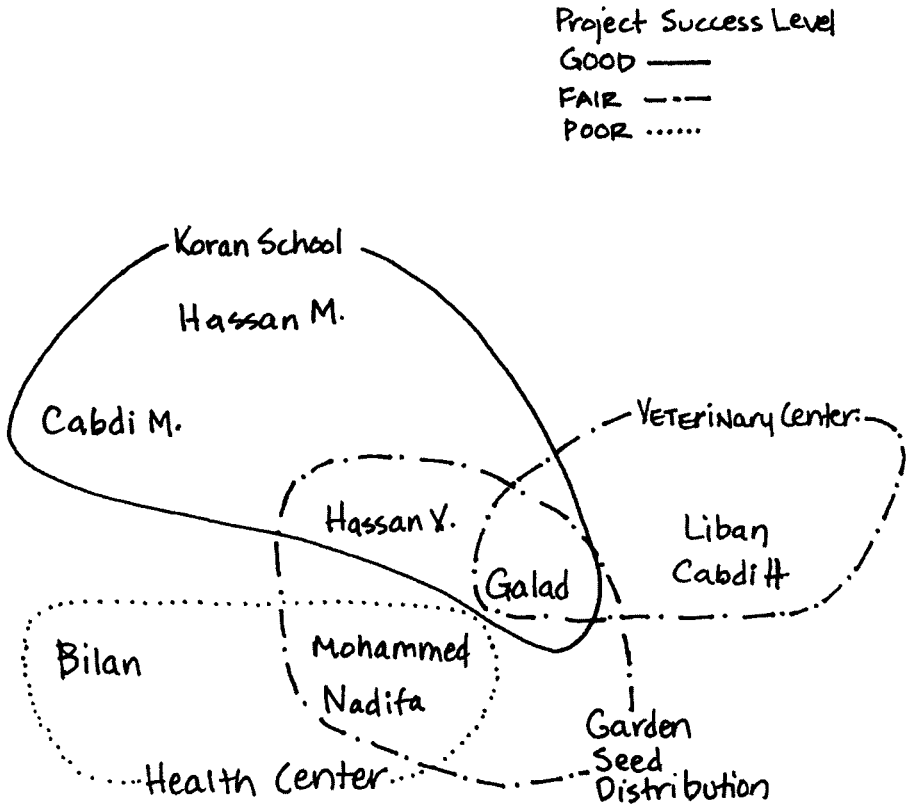 Project Success Level
GOOD
FAIR
POOR
Koran School
Hassan M.
Cabdi M.
Veterinary Center
Hassan Y.
Liban
Cabdi H
Galad
Bilan
Mohammed
Nadifa
Garden
Seed
Distribution
Health Center